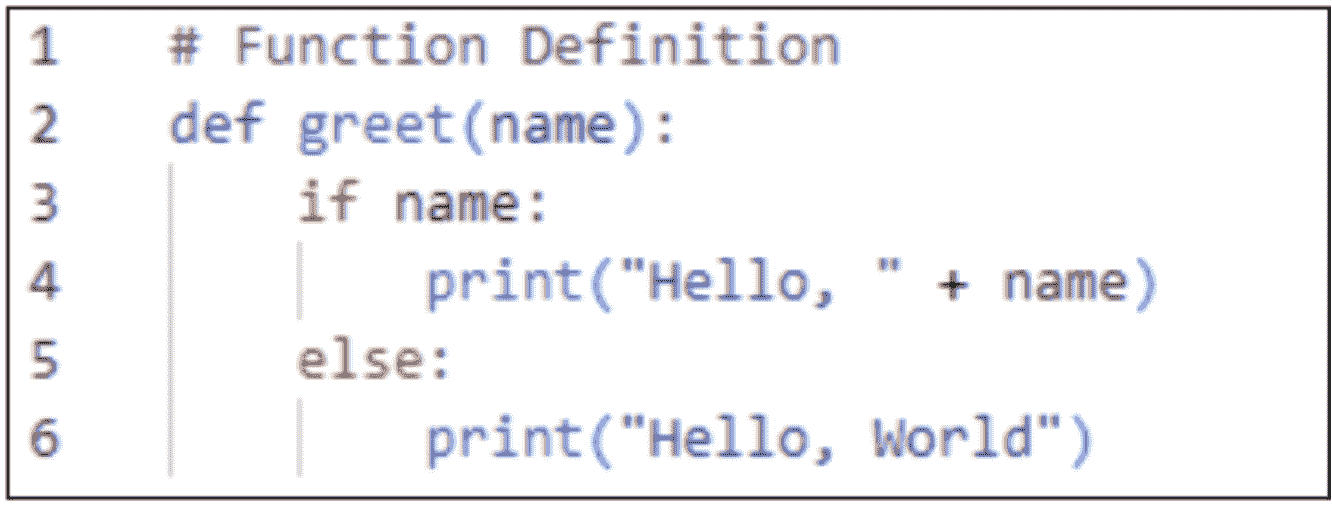 1 # Function Definition
2 def greet(name):
3     if name:
4         print("Hello, " + name)
5     else:
6         print("Hello, World")